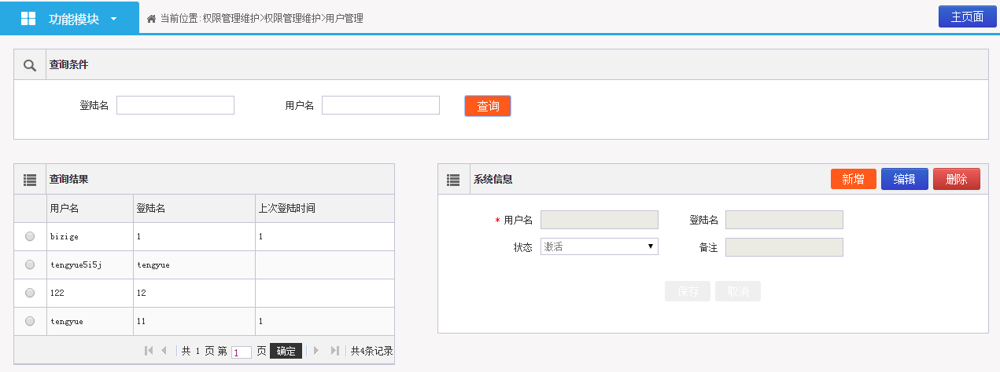 功能模块 当前位置:权限管理维护>权限管理维护>用户管理 主页面
查询条件
登陆名 用户名 查询
查询结果
用户名 登陆名 上次登陆时间
bizige 1 1
tengyue5i5j tengyue
122 12
tengyue 11 1
共 1 页 第 1 页 确定 共4条记录
系统信息 新增 编辑 删除
* 用户名 登陆名
状态 激活 备注
保存 取消